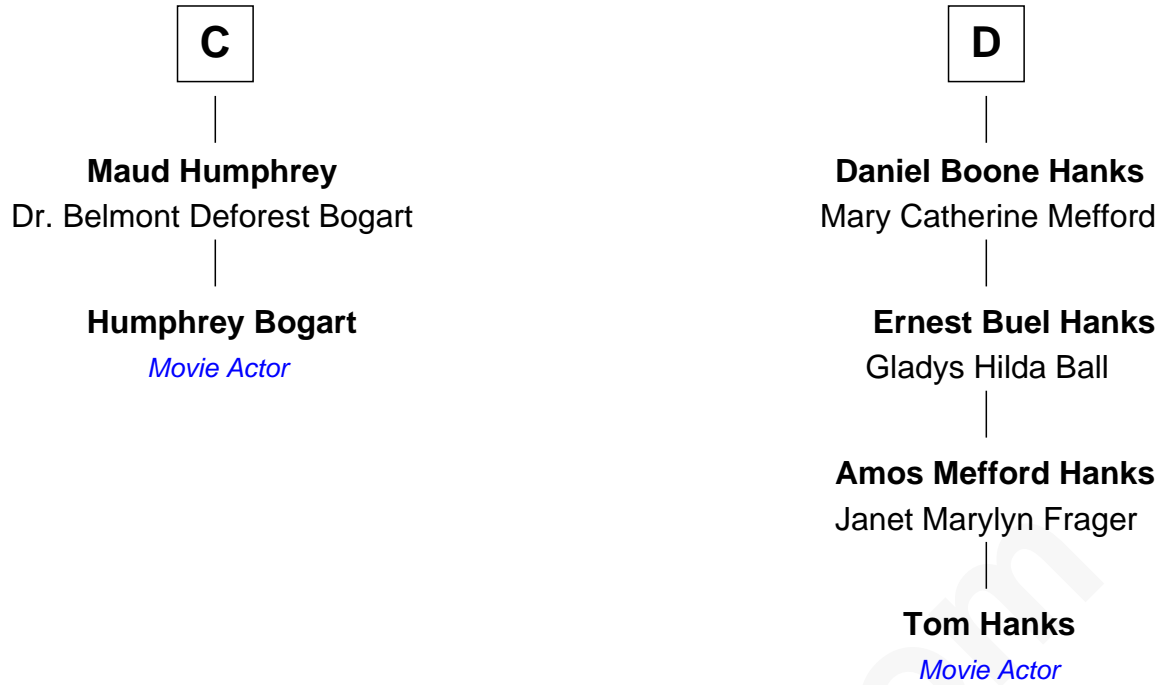 C
Maud Humphrey
Dr. Belmont Deforest Bogart
Humphrey Bogart
Movie Actor
D
Daniel Boone Hanks
Mary Catherine Mefford
Ernest Buel Hanks
Gladys Hilda Ball
Amos Mefford Hanks
Janet Marylyn Frager
Tom Hanks
Movie Actor